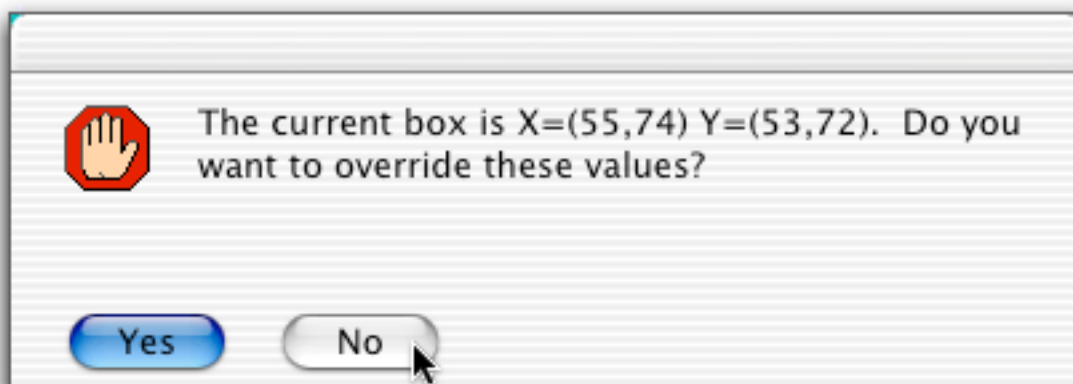 The current box is X=(55,74) Y=(53,72).  Do you
want to override these values?
Yes No